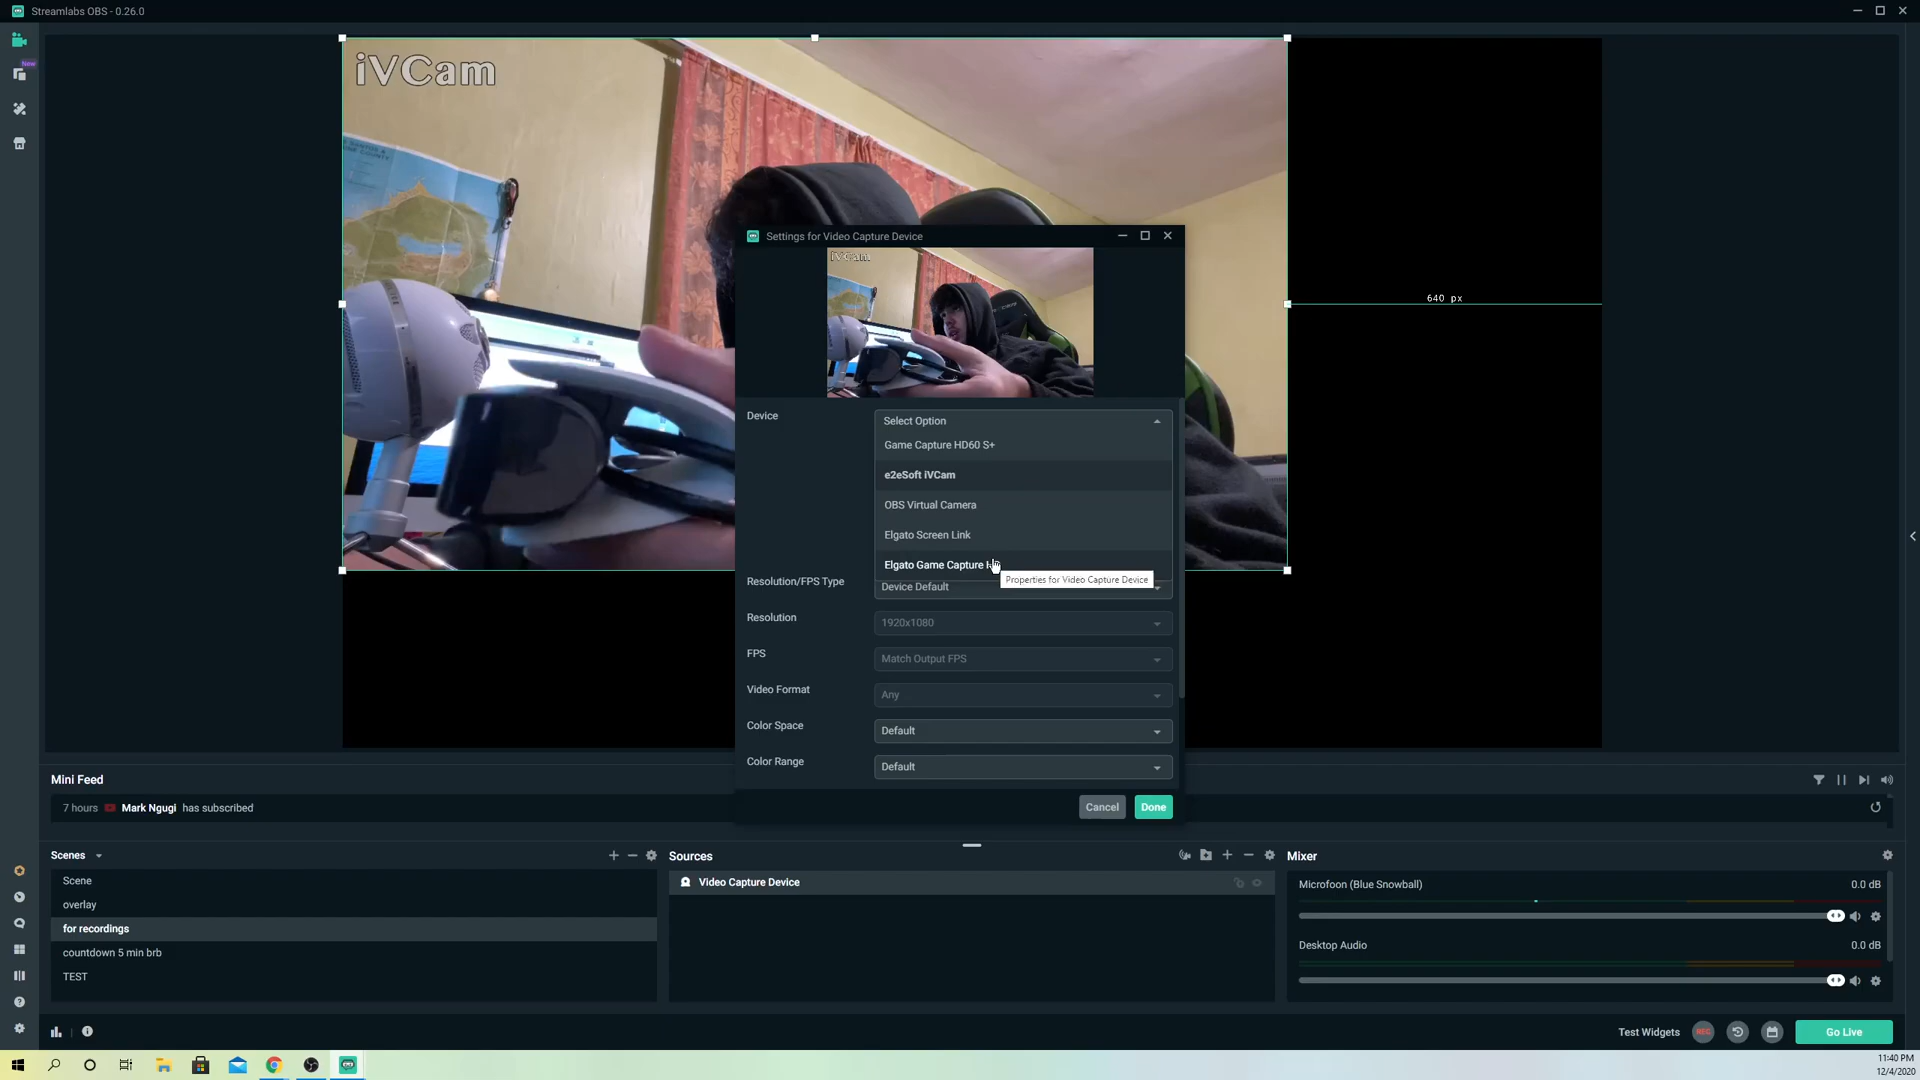 Streamlabs OBS - 0.26.0
New
iVCam
Settings for Video Capture Device
iVCam
640 px
Device
Select Option
Game Capture HD60 S+
e2eSoft iVCam
OBS Virtual Camera
Elgato Screen Link
Elgato Game Capture
Properties for Video Capture Device
Resolution/FPS Type
Device Default
Resolution
1920x1080
FPS
Match Output FPS
Video Format
Any
Color Space
Default
Color Range
Default
Cancel
Done
Mini Feed
7 hours Mark Ngugi has subscribed
Scenes
Scene
overlay
for recordings
countdown 5 min brb
TEST
Sources
Video Capture Device
Mixer
Microfoon (Blue Snowball)
0.0 dB
Desktop Audio
0.0 dB
Test Widgets
REC
Go Live
11:40 PM
12/4/2020